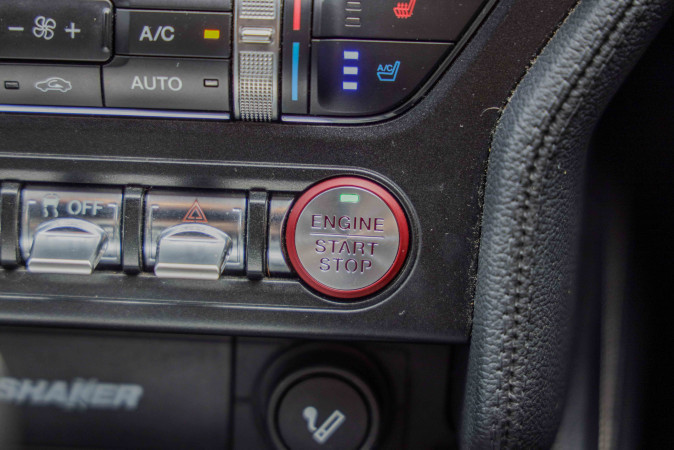 A/C
A/C
AUTO
OFF
ENGINE
START
STOP
SHAKER